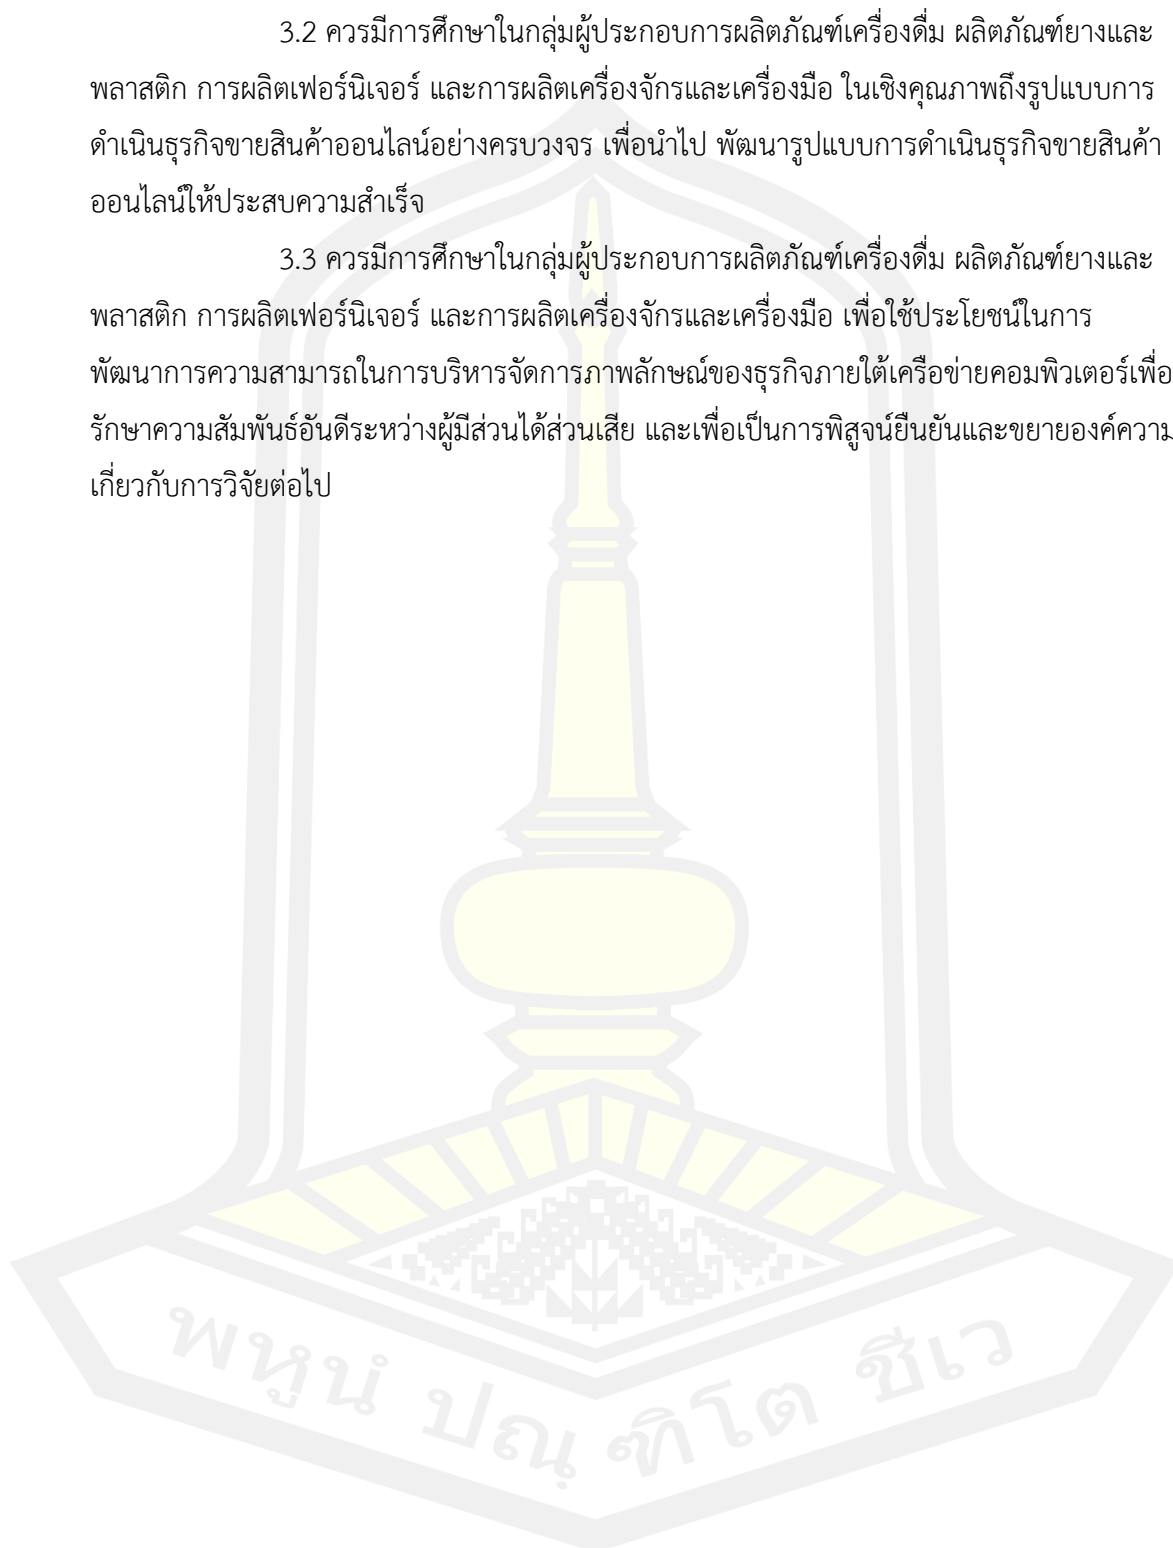 3.2 ควรมีการศึกษาในกลุ่มผู้ประกอบการผลิตภัณฑ์เครื่องดื่ม ผลิตภัณฑ์ยางและ
พลาสติก การผลิตเฟอร์นิเจอร์ และการผลิตเครื่องจักรและเครื่องมือ ในเชิงคุณภาพถึงรูปแบบการ
ดำเนินธุรกิจขายสินค้าออนไลน์อย่างครบวงจร เพื่อนำไป พัฒนารูปแบบการดำเนินธุรกิจขายสินค้า
ออนไลน์ให้ประสบความสำเร็จ
3.3 ควรมีการศึกษาในกลุ่มผู้ประกอบการผลิตภัณฑ์เครื่องดื่ม ผลิตภัณฑ์ยางและ
พลาสติก การผลิตเฟอร์นิเจอร์ และการผลิตเครื่องจักรและเครื่องมือ เพื่อใช้ประโยชน์ในการ
พัฒนาการความสามารถในการบริหารจัดการภาพลักษณ์ของธุรกิจภายใต้เครือข่ายคอมพิวเตอร์เพื่อ
รักษาความสัมพันธ์อันดีระหว่างผู้มีส่วนได้ส่วนเสีย และเพื่อเป็นการพิสูจน์ยืนยันและขยายองค์ความ
เกี่ยวกับการวิจัยต่อไป
พหูนํ ปณฺฑิโต ชีเว